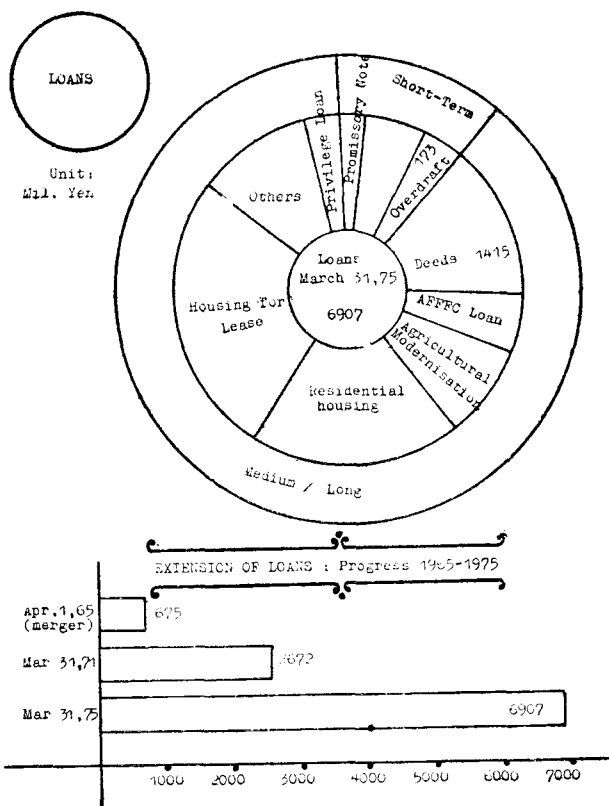 LOANS
Unit:
Mil. Yen
Short-Term
Promissory Note
Privilege Loan
173
Overdraft
Others
Deeds 1415
Loans
March 31,75
6907
AFFFC Loan
Housing for
Lease
Agricultural
Modernisation
Residential
housing
Medium / Long
EXTENSION OF LOANS : Progress 1965-1975
Apr.1,65
(merger)
675
Mar 31,71
Mar 31,75
6907
1000 2000 3000 4000 5000 6000 7000